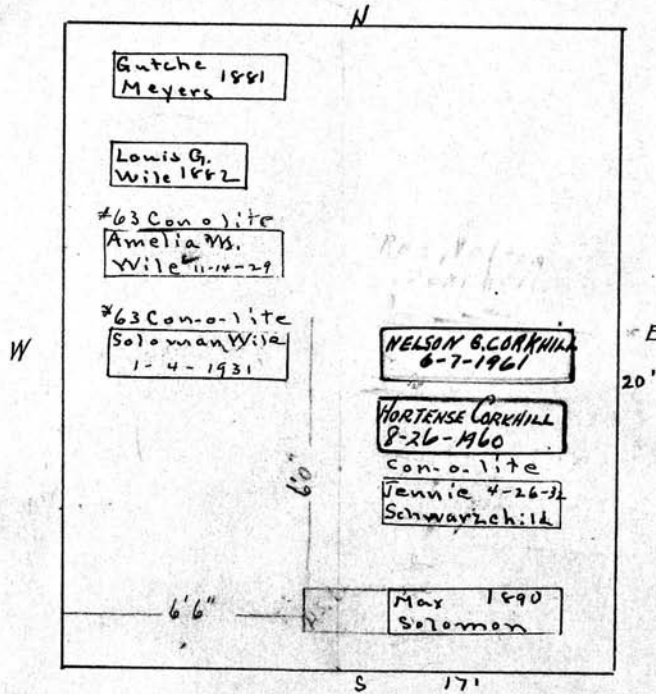 N
Gutche 1881
Meyers
Louis G.
Wile 1882
#63 Con-o-lite
Amelia M.
Wile 11-14-29
#63 Con-o-lite
Soloman Wile
1-4-1931
W
NELSON G. CORKHILL
6-7-1961
E
20'
HORTENSE CORKHILL
8-26-1960
Con-o-lite
Jennie 4-26-32
Schwarzchild
6'0"
6'6"
Max 1890
Solomon
S 171